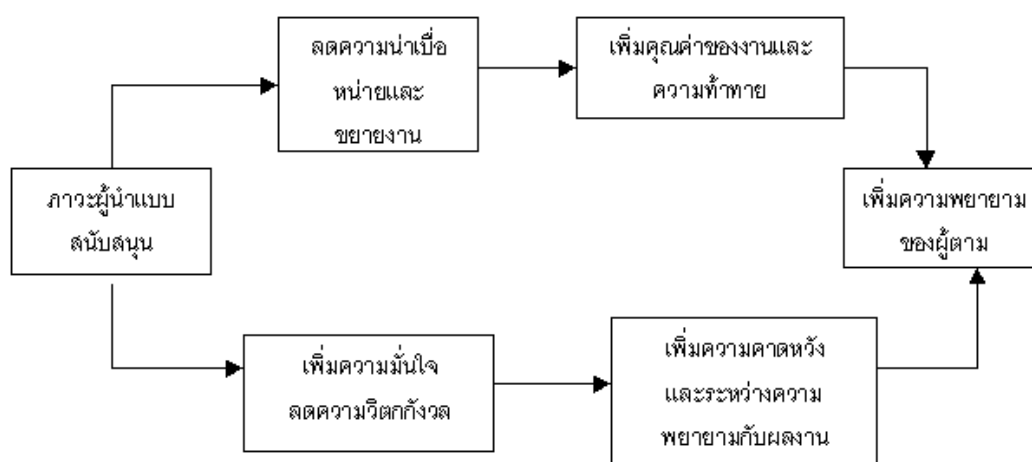 ลดความน่าเบื่อ
หน่ายและ
ขยายงาน
เพิ่มคุณค่าของงานและ
ความท้าทาย
ภาวะผู้นำแบบ
สนับสนุน
เพิ่มความพยายาม
ของผู้ตาม
เพิ่มความมั่นใจ
ลดความวิตกกังวล
เพิ่มความคาดหวัง
และระหว่างความ
พยายามกับผลงาน